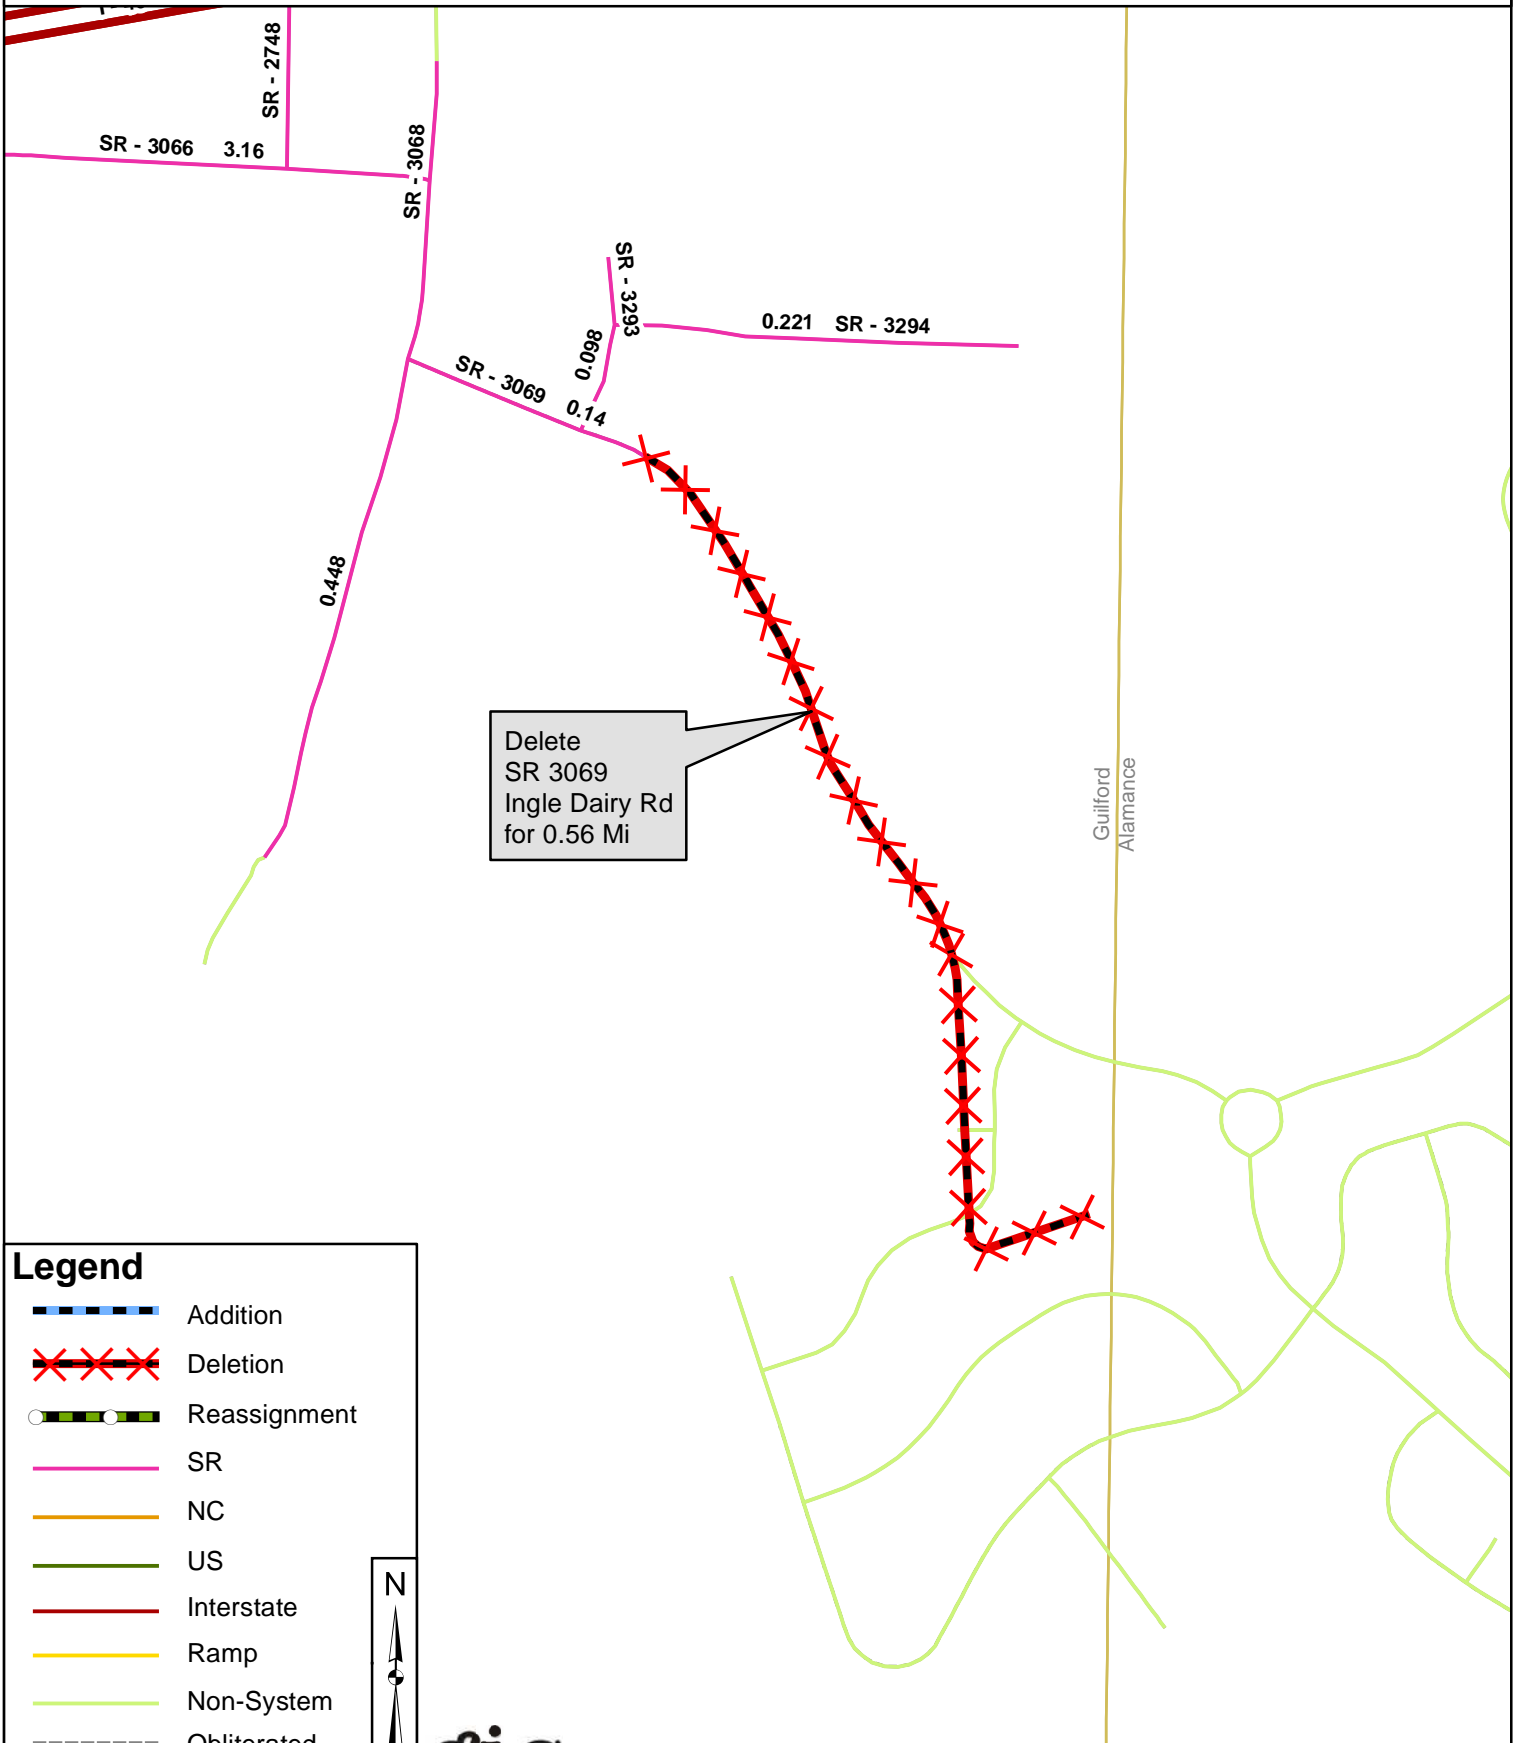 SR - 2748
SR - 3066 3.16
SR - 3068
SR - 3293
0.221 SR - 3294
0.098
SR - 3069 0.14
0.448
Delete
SR 3069
Ingle Dairy Rd
for 0.56 Mi
Guilford
Alamance
Legend
Addition
Deletion
Reassignment
SR
NC
US
Interstate
Ramp
Non-System
Obliterated
N